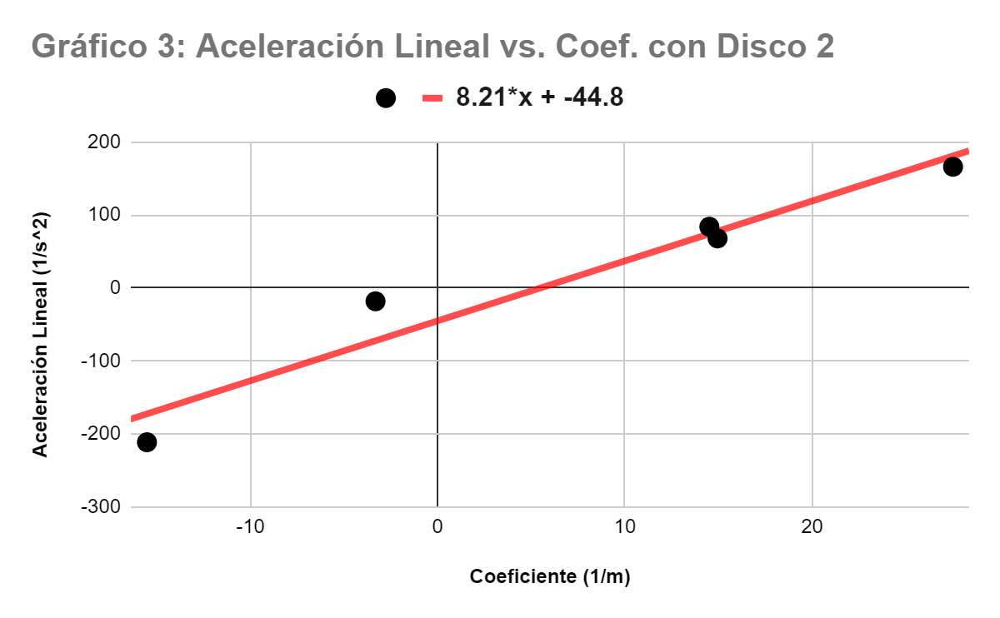 Gráfico 3: Aceleración Lineal vs. Coef. con Disco 2
8.21*x + -44.8
200
100
0
-100
-200
-300
Aceleración Lineal (1/s^2)
-10
0
10
20
Coeficiente (1/m)